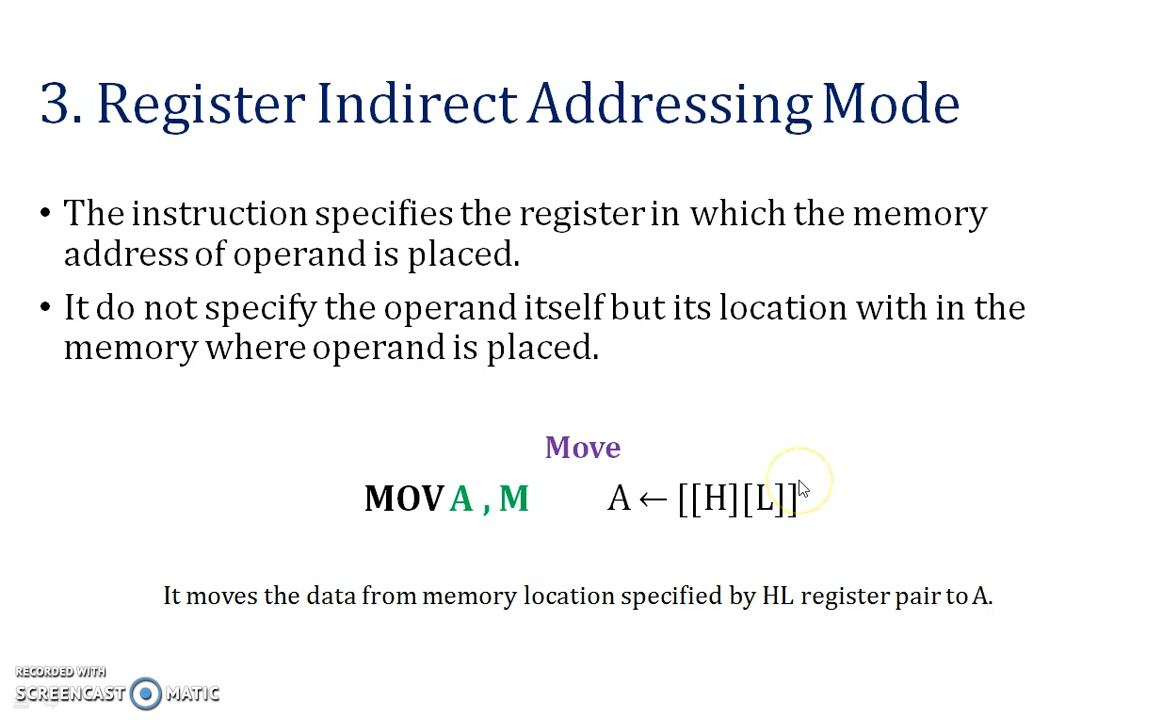 3. Register Indirect Addressing Mode
• The instruction specifies the register in which the memory
address of operand is placed.
• It do not specify the operand itself but its location with in the
memory where operand is placed.
Move
MOV A , M A ← [[H][L]]
It moves the data from memory location specified by HL register pair to A.
RECORDED WITH
SCREENCAST MATIC